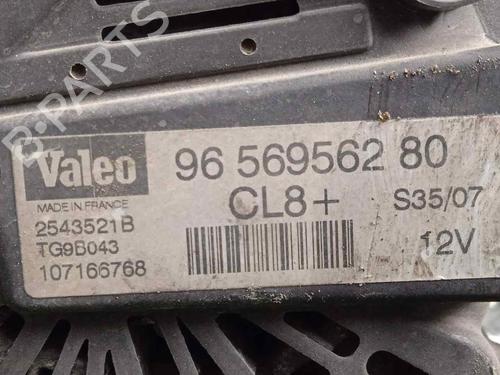 B-PARTS
Valeo
96 569562 80
MADE IN FRANCE
CL8+
S35/07
2543521B
TG9B043
12V
107166768